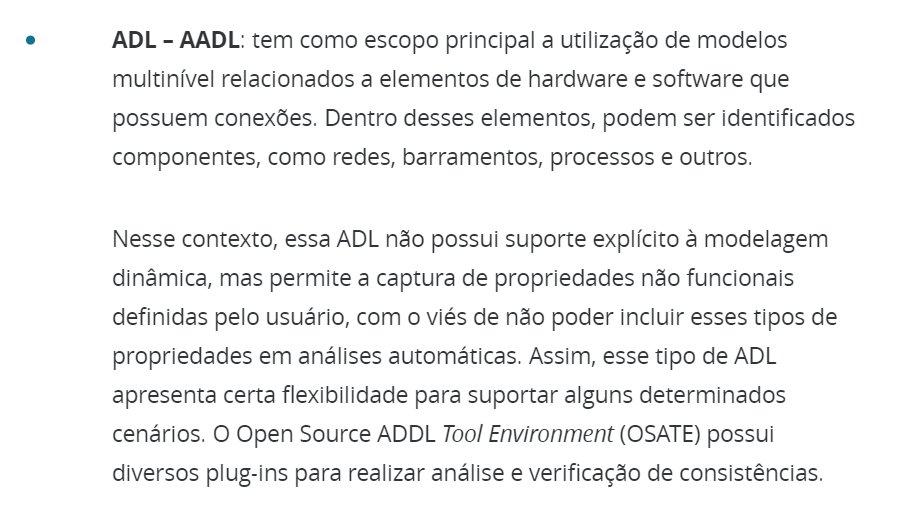 • ADL – AADL: tem como escopo principal a utilização de modelos
multinível relacionados a elementos de hardware e software que
possuem conexões. Dentro desses elementos, podem ser identificados
componentes, como redes, barramentos, processos e outros.
Nesse contexto, essa ADL não possui suporte explícito à modelagem
dinâmica, mas permite a captura de propriedades não funcionais
definidas pelo usuário, com o viés de não poder incluir esses tipos de
propriedades em análises automáticas. Assim, esse tipo de ADL
apresenta certa flexibilidade para suportar alguns determinados
cenários. O Open Source ADDL Tool Environment (OSATE) possui
diversos plug-ins para realizar análise e verificação de consistências.